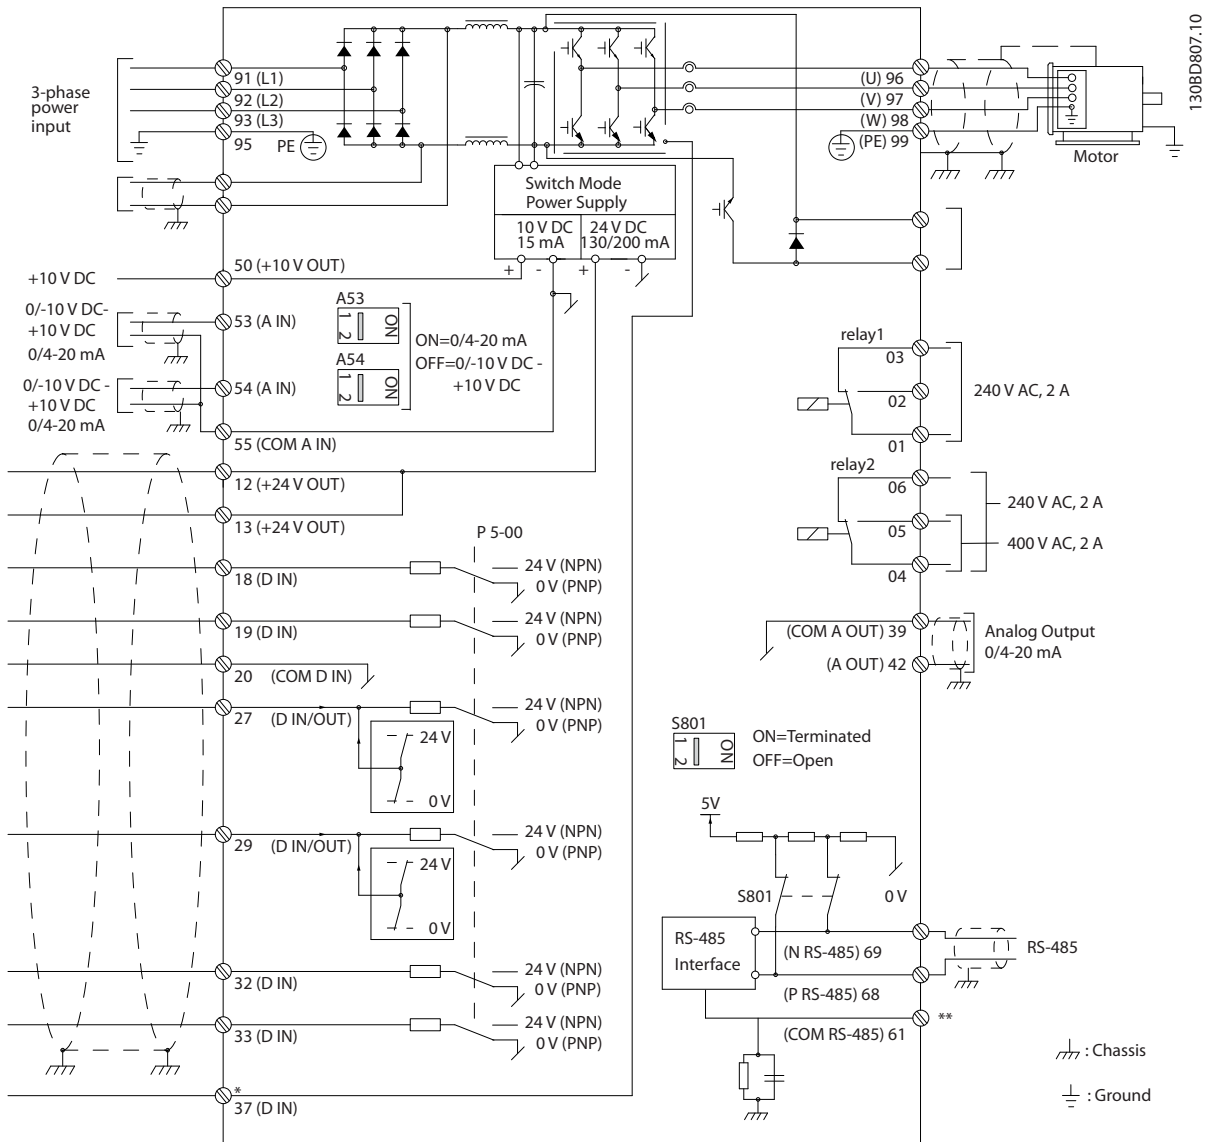 130BD807.10
3-phase
power
input
91 (L1)
92 (L2)
93 (L3)
95
PE
(U) 96
(V) 97
(W) 98
(PE) 99
Motor
Switch Mode
Power Supply
10 V DC
15 mA
24 V DC
130/200 mA
+
-
+
-
+10 V DC
50 (+10 V OUT)
0/-10 V DC-
+10 V DC
0/4-20 mA
53 (A IN)
A53
1
2
ON
A54
1
2
ON
ON=0/4-20 mA
OFF=0/-10 V DC -
+10 V DC
0/-10 V DC -
+10 V DC
0/4-20 mA
54 (A IN)
55 (COM A IN)
12 (+24 V OUT)
13 (+24 V OUT)
P 5-00
18 (D IN)
24 V (NPN)
0 V (PNP)
19 (D IN)
24 V (NPN)
0 V (PNP)
20 (COM D IN)
27 (D IN/OUT)
24 V (NPN)
0 V (PNP)
24 V
0 V
29 (D IN/OUT)
24 V (NPN)
0 V (PNP)
24 V
0 V
32 (D IN)
24 V (NPN)
0 V (PNP)
33 (D IN)
24 V (NPN)
0 V (PNP)
*
37 (D IN)
relay1
03
02
01
240 V AC, 2 A
relay2
06
05
04
240 V AC, 2 A
400 V AC, 2 A
(COM A OUT) 39
(A OUT) 42
Analog Output
0/4-20 mA
S801
1
2
ON
ON=Terminated
OFF=Open
5V
S801
0 V
RS-485
Interface
(N RS-485) 69
RS-485
(P RS-485) 68
(COM RS-485) 61
**
: Chassis
: Ground